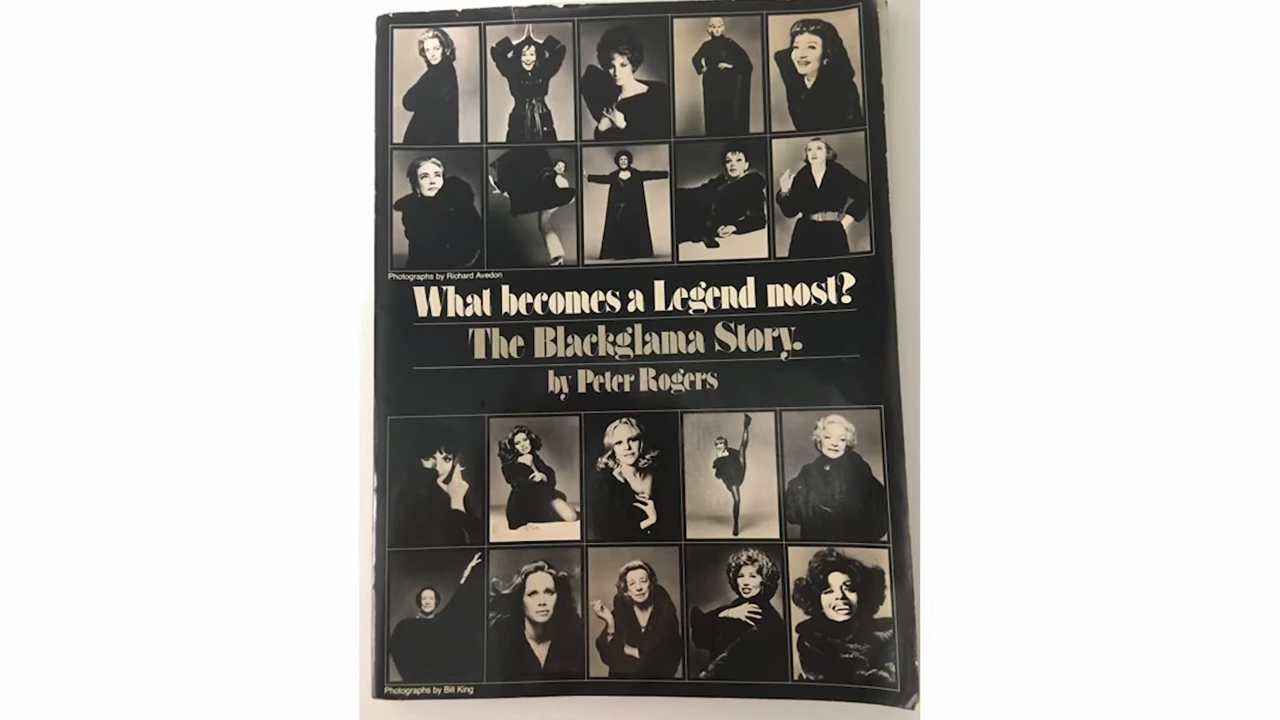 Photographs by Richard Avedon
What becomes a Legend most?
The Blackglama Story.
by Peter Rogers
Photographs by Bill King